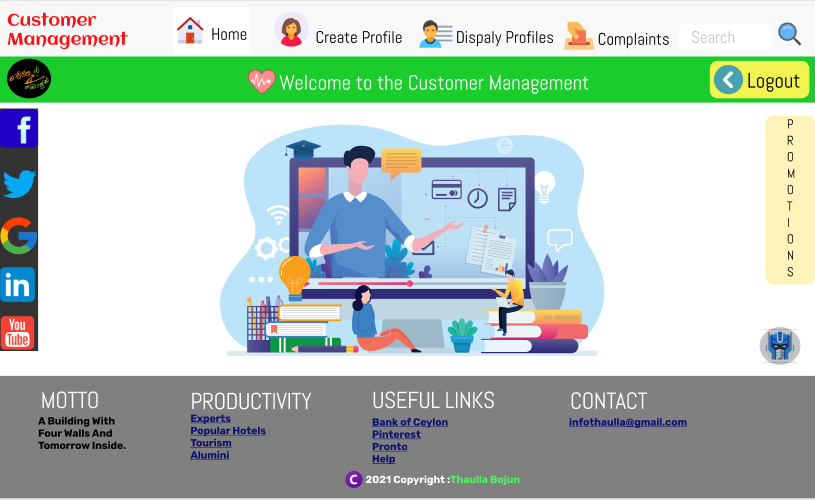 Customer
Management
Home
Create Profile
Dispaly Profiles
Complaints
Search
Welcome to the Customer Management
Logout
f
G
in
You
Tube
P
R
O
M
O
T
I
O
N
S
MOTTO
A Building With
Four Walls And
Tomorrow Inside.
PRODUCTIVITY
Experts
Popular Hotels
Tourism
Alumini
USEFUL LINKS
Bank of Ceylon
Pinterest
Pronto
Help
CONTACT
infothaulla@gmail.com
C 2021 Copyright :Thaulla Bojun